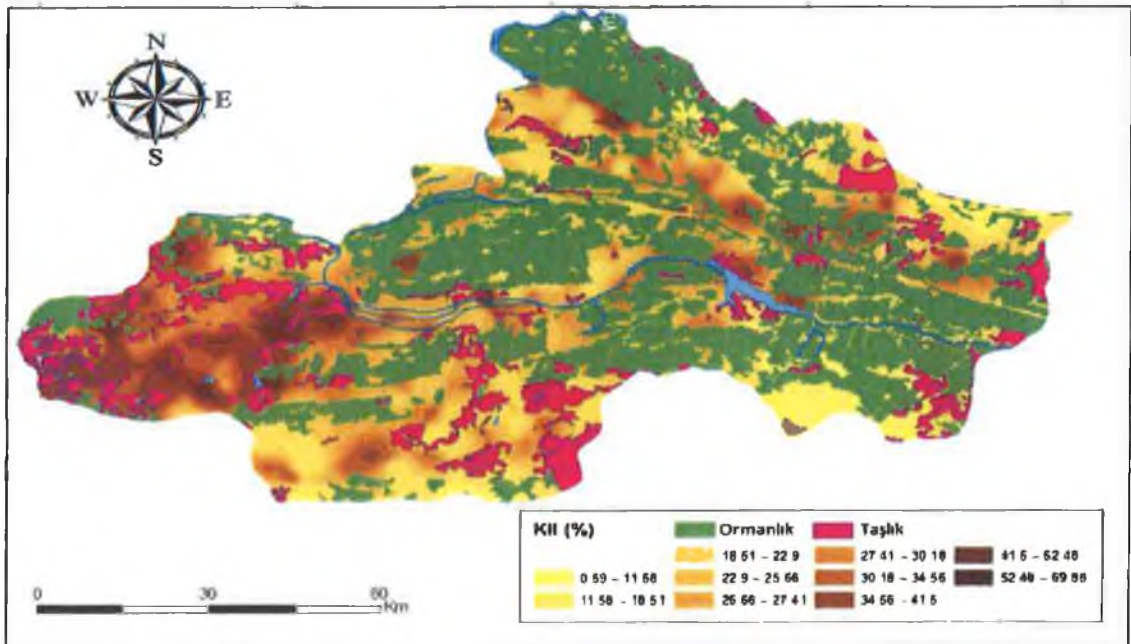 N
W E
S
Kil (%)
Ormanlık
Taşlık
0 59 - 11 58
11 58 - 18 51
18 51 - 22 9
22 9 - 25 66
25 66 - 27 41
27 41 - 30 18
30 18 - 34 56
34 56 - 41 5
41 5 - 52 48
52 48 - 69 88
0 30 60
Km